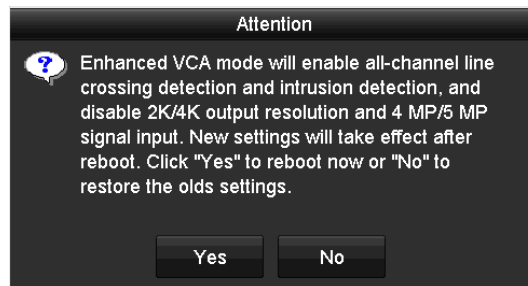 Attention
Enhanced VCA mode will enable all-channel line
crossing detection and intrusion detection, and
disable 2K/4K output resolution and 4 MP/5 MP
signal input. New settings will take effect after
reboot. Click "Yes" to reboot now or "No" to
restore the olds settings.
Yes
No